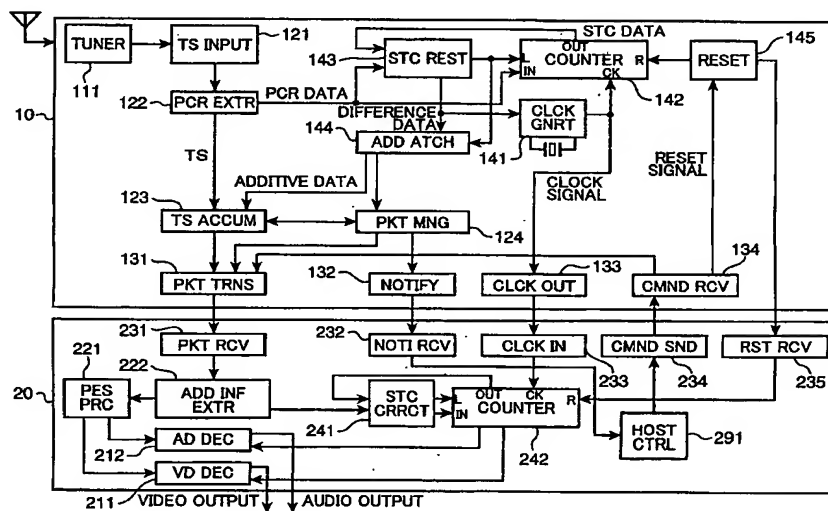 TUNER
111
TS INPUT
121
143
STC REST
OUT
STC DATA
L
COUNTER
R
IN
CK
142
RESET
145
10
122
PCR EXTR
PCR DATA
DIFFERENCE
DATA
144
ADD ATCH
CLCK
GNRT
141
TS
ADDITIVE DATA
CLOCK
SIGNAL
RESET
SIGNAL
123
TS ACCUM
PKT MNG
124
131
PKT TRNS
132
NOTIFY
133
CLCK OUT
134
CMND RCV
231
PKT RCV
232
NOTI RCV
CLCK IN
233
CMND SND
234
RST RCV
235
20
221
PES
PRC
222
ADD INF
EXTR
STC
CRRCT
241
L
OUT
CK
COUNTER
R
IN
242
HOST
CTRL
291
AD DEC
212
VD DEC
211
VIDEO OUTPUT
AUDIO OUTPUT